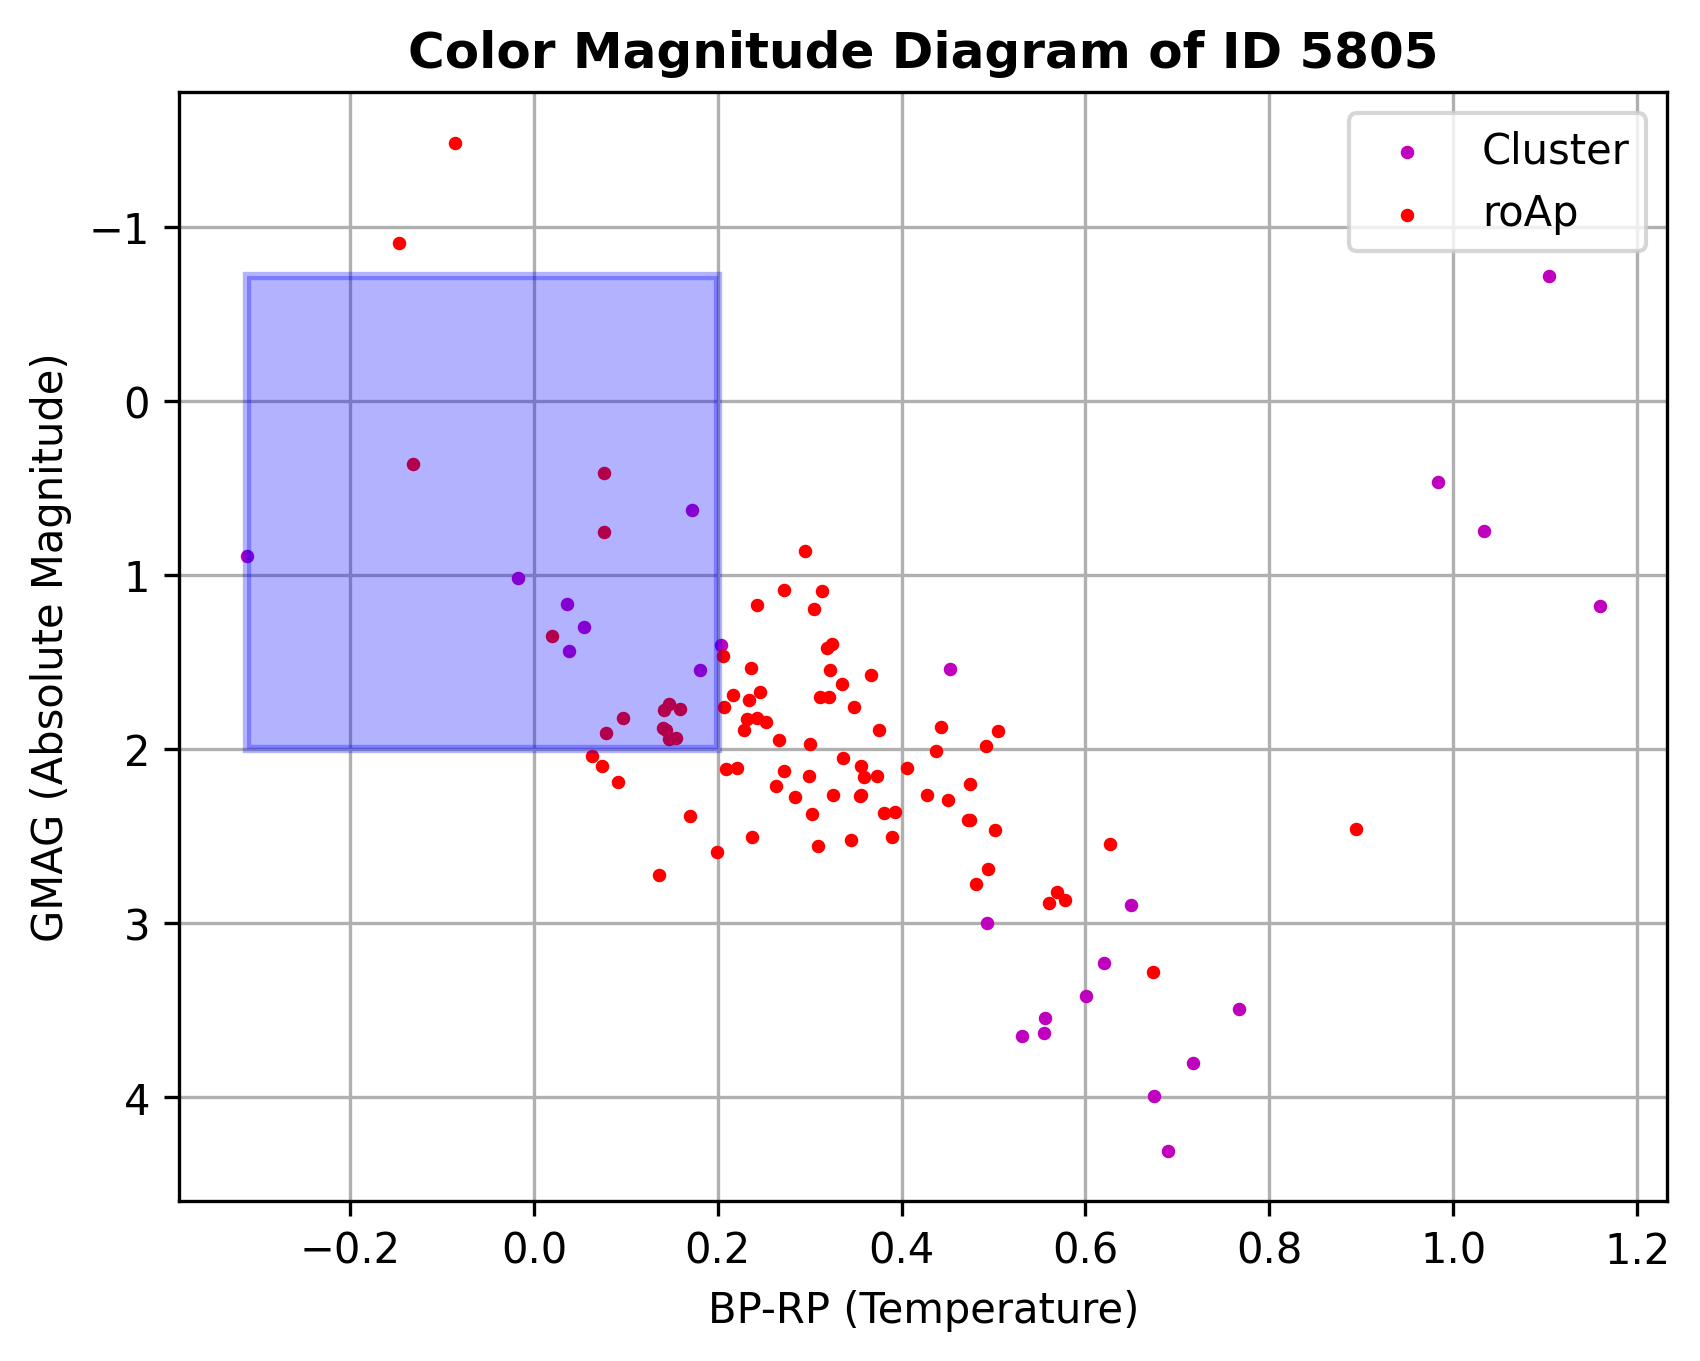 Color Magnitude Diagram of ID 5805
Cluster
roAp
GMAG (Absolute Magnitude)
−1
0
1
2
3
4
−0.2 0.0 0.2 0.4 0.6 0.8 1.0 1.2
BP-RP (Temperature)